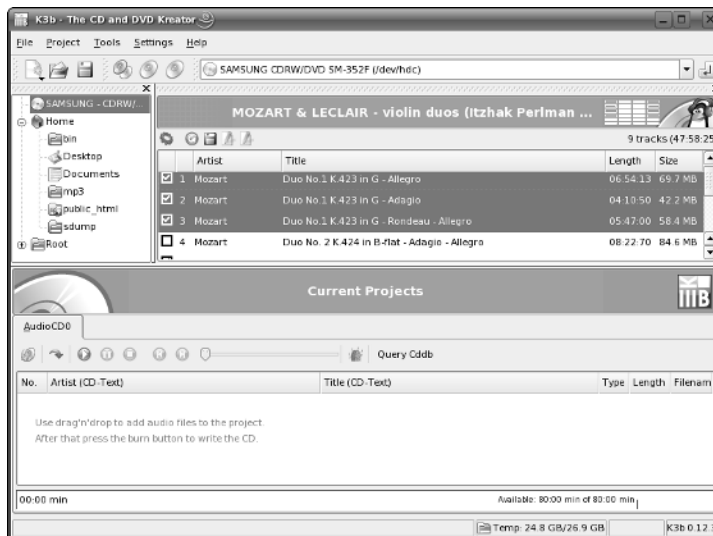 K3b - The CD and DVD Kreator
File Project Tools Settings Help
SAMSUNG CDRW/DVD SM-352F (/dev/hdc)
SAMSUNG - CDRW/...
Home
bin
Desktop
Documents
mp3
public_html
sdump
Root
MOZART & LECLAIR - violin duos (Itzhak Perlman ...
9 tracks (47:58:25
Artist Title Length Size
1 Mozart Duo No.1 K.423 in G - Allegro 06:54:13 69.7 MB
2 Mozart Duo No.1 K.423 in G - Adagio 04:10:50 42.2 MB
3 Mozart Duo No.1 K.423 in G - Rondeau - Allegro 05:47:00 58.4 MB
4 Mozart Duo No. 2 K.424 in B-flat - Adagio - Allegro 08:22:70 84.6 MB
Current Projects
AudioCD0
Query Cddb
No. Artist (CD-Text) Title (CD-Text) Type Length Filenam
Use drag'n'drop to add audio files to the project.
After that press the burn button to write the CD.
00:00 min Available: 80:00 min of 80:00 min
Temp: 24.8 GB/26.9 GB K3b 0.12.